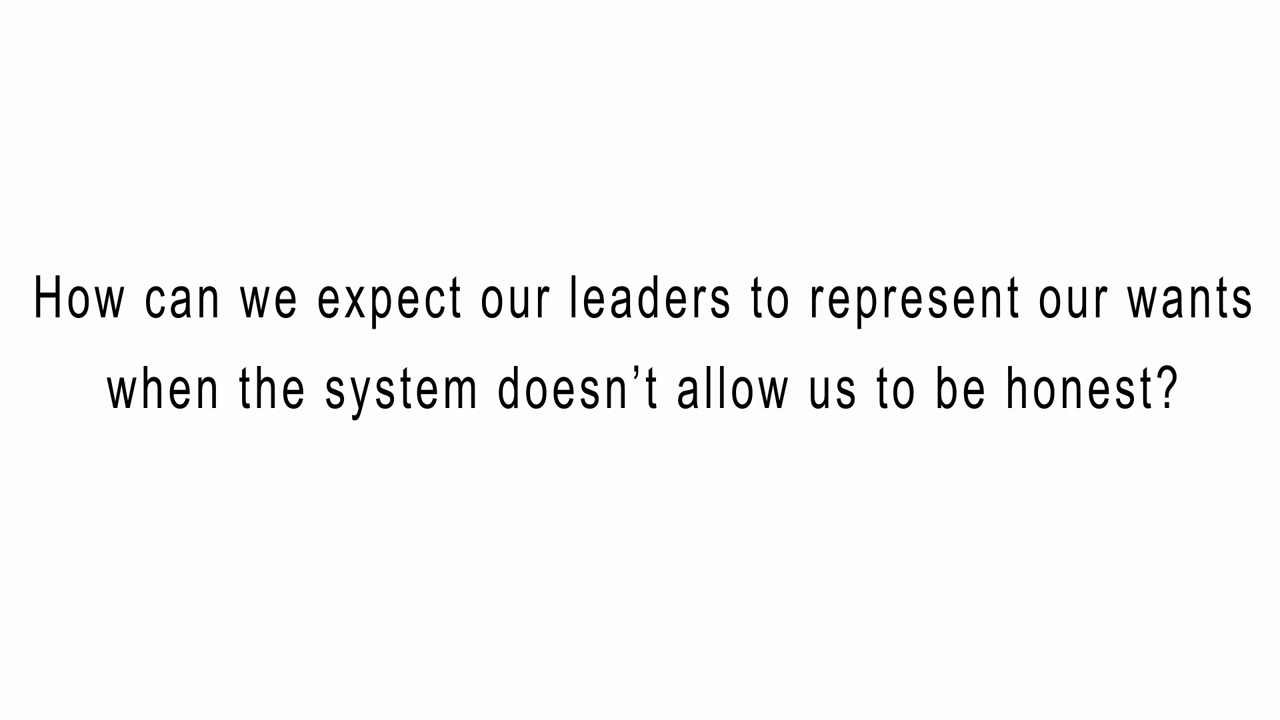 How can we expect our leaders to represent our wants
when the system doesn’t allow us to be honest?